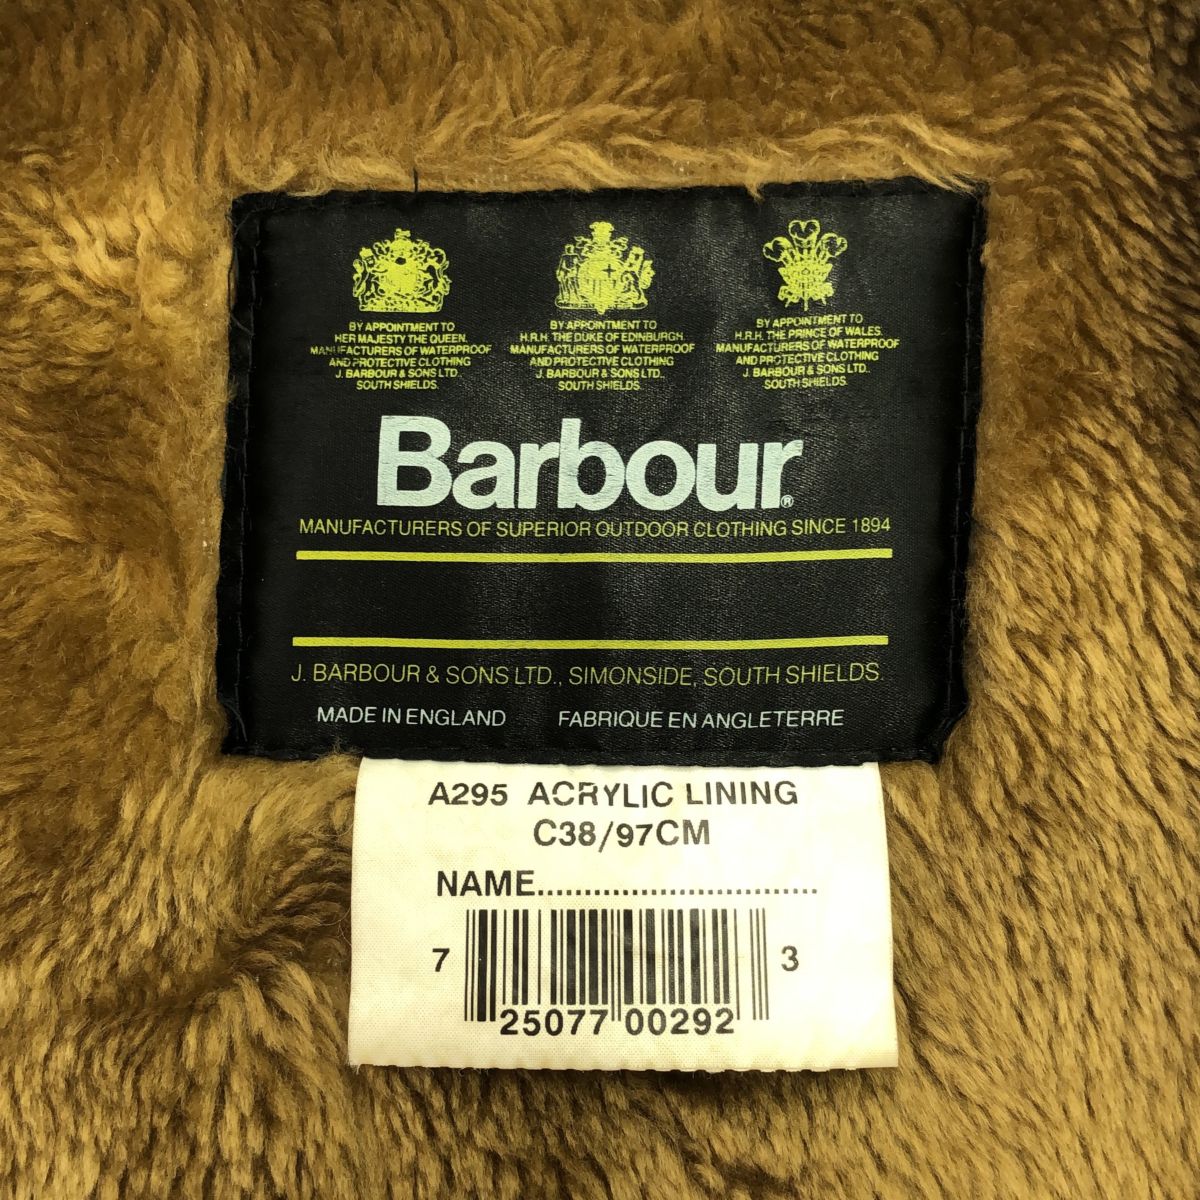 BY APPOINTMENT TO
HER MAJESTY THE QUEEN.
MANUFACTURERS OF WATERPROOF
AND PROTECTIVE CLOTHING
J. BARBOUR & SONS LTD.,
SOUTH SHIELDS.
BY APPOINTMENT TO
H.R.H. THE DUKE OF EDINBURGH.
MANUFACTURERS OF WATERPROOF
AND PROTECTIVE CLOTHING
J. BARBOUR & SONS LTD.,
SOUTH SHIELDS.
BY APPOINTMENT TO
H.R.H. THE PRINCE OF WALES.
MANUFACTURERS OF WATERPROOF
AND PROTECTIVE CLOTHING
J. BARBOUR & SONS LTD.,
SOUTH SHIELDS.
Barbour®
MANUFACTURERS OF SUPERIOR OUTDOOR CLOTHING SINCE 1894
J. BARBOUR & SONS LTD., SIMONSIDE, SOUTH SHIELDS.
MADE IN ENGLAND FABRIQUE EN ANGLETERRE
A295 ACRYLIC LINING
C38/97CM
NAME..............................
7 25077 00292 3